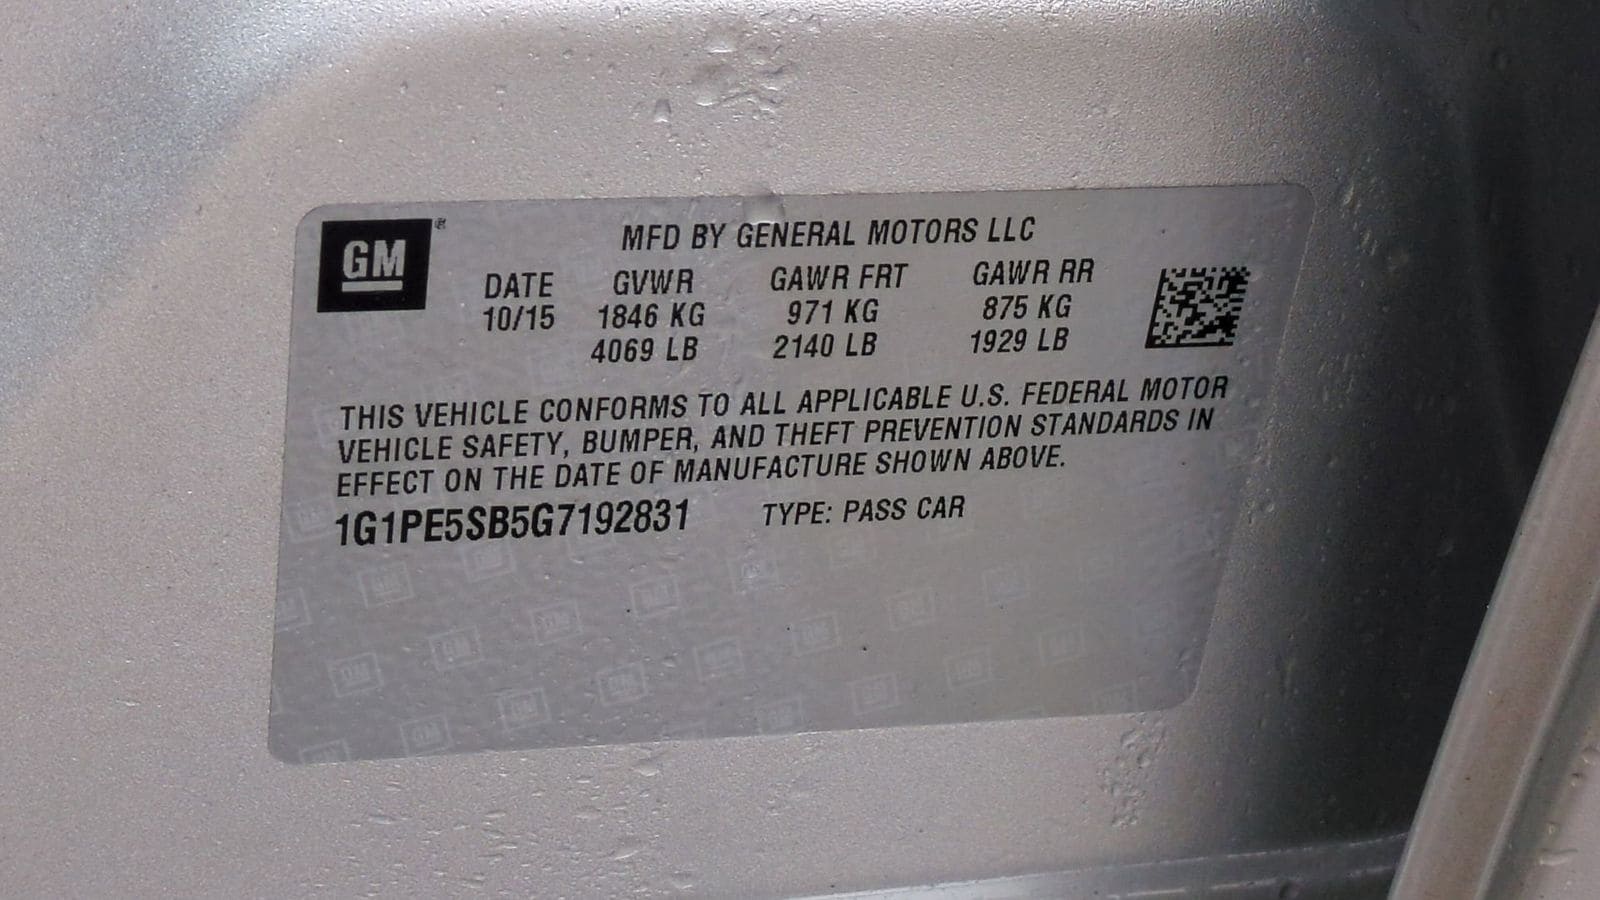 GM®
MFD BY GENERAL MOTORS LLC
DATE GVWR GAWR FRT GAWR RR
10/15 1846 KG 971 KG 875 KG
4069 LB 2140 LB 1929 LB
THIS VEHICLE CONFORMS TO ALL APPLICABLE U.S. FEDERAL MOTOR
VEHICLE SAFETY, BUMPER, AND THEFT PREVENTION STANDARDS IN
EFFECT ON THE DATE OF MANUFACTURE SHOWN ABOVE.
1G1PE5SB5G7192831 TYPE: PASS CAR